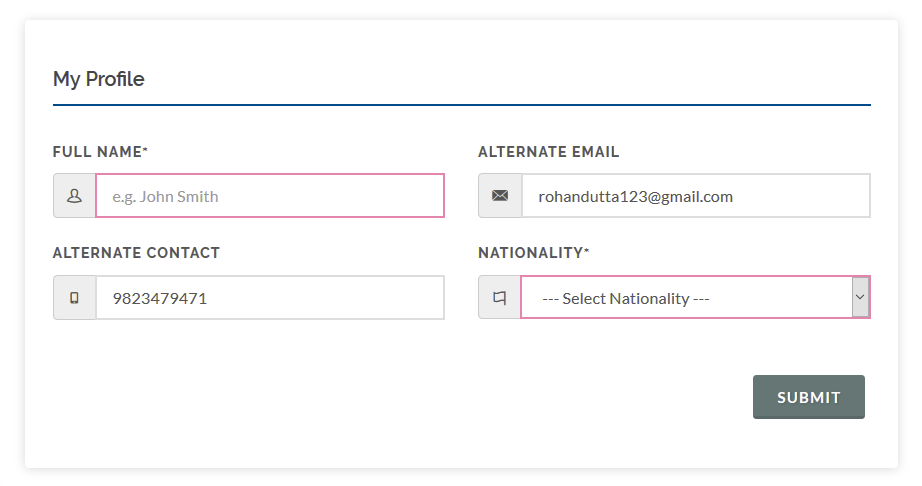 My Profile
FULL NAME*
ALTERNATE EMAIL
e.g. John Smith
rohandutta123@gmail.com
ALTERNATE CONTACT
NATIONALITY*
9823479471
--- Select Nationality ---
SUBMIT